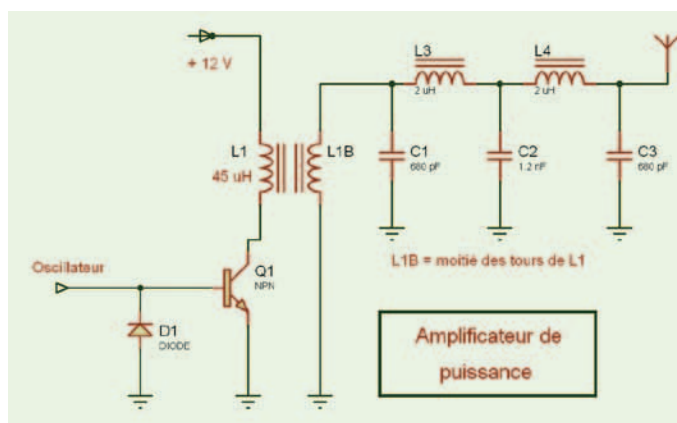 + 12 V
L3
2 uH
L4
2 uH
L1
45 uH
L1B
C1
680 pF
C2
1.2 nF
C3
680 pF
L1B = moitié des tours de L1
Oscillateur
Q1
NPN
D1
DIODE
Amplificateur de
puissance